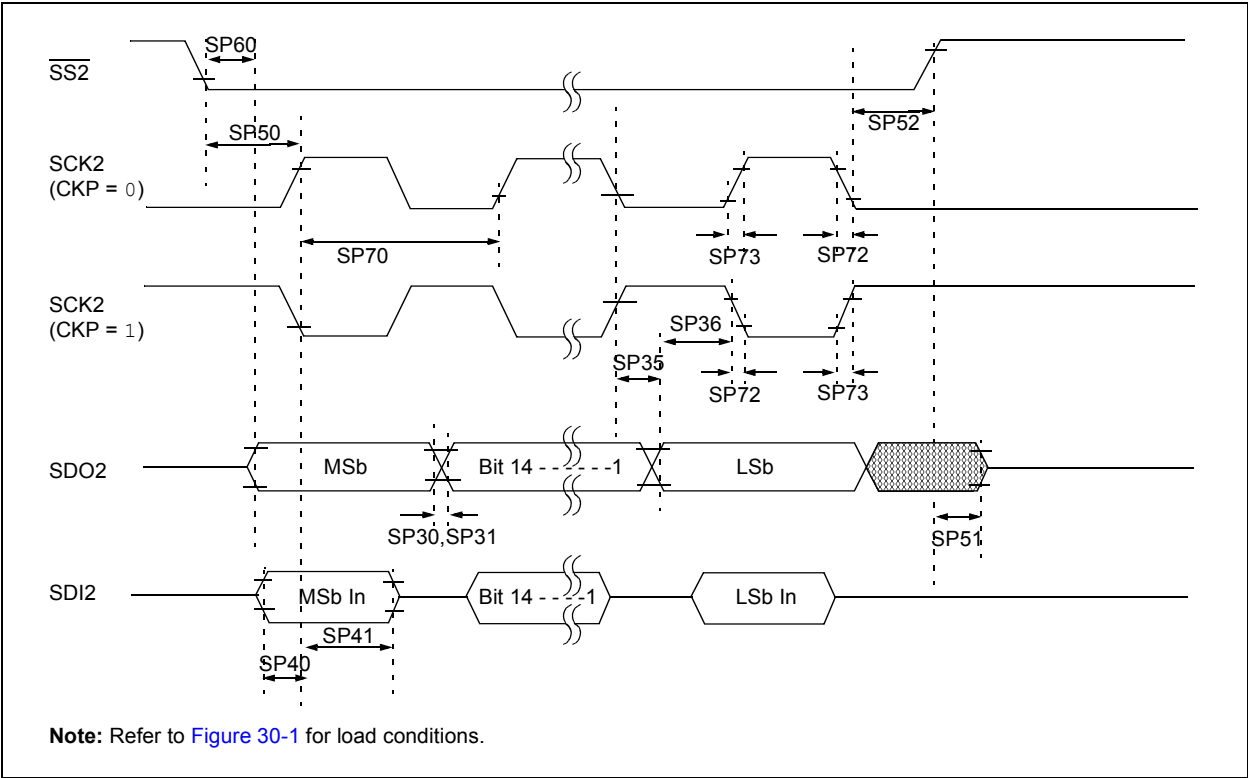 SP60
SS2
SP52
SP50
SCK2
(CKP = 0)
SP70
SP73
SP72
SCK2
(CKP = 1)
SP36
SP35
SP72
SP73
SDO2
MSb
Bit 14 - - - - - -1
LSb
SP30,SP31
SP51
SDI2
MSb In
Bit 14 - - - -1
LSb In
SP41
SP40
Note: Refer to Figure 30-1 for load conditions.